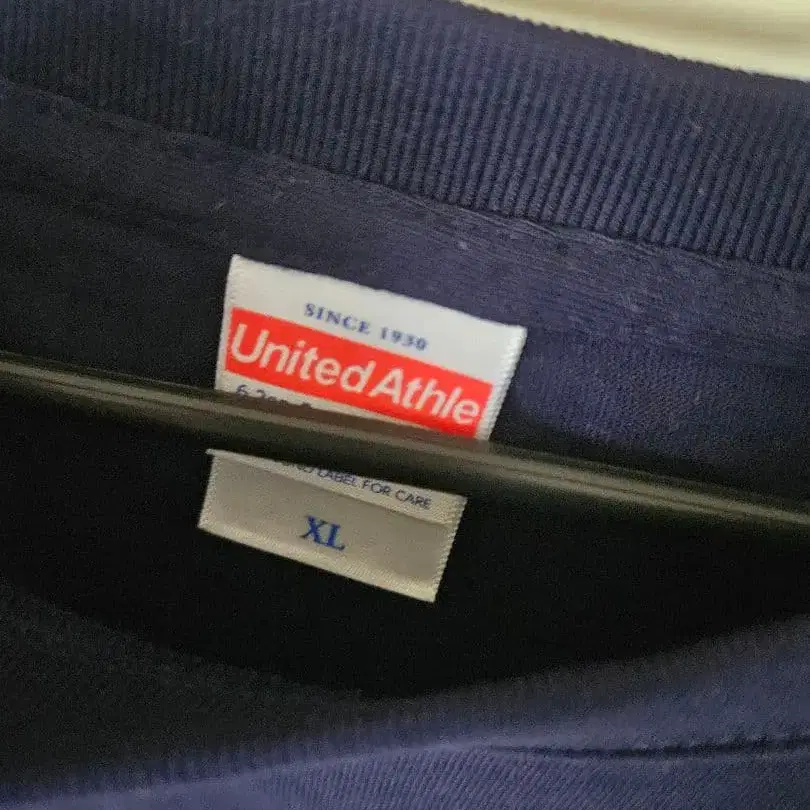 SINCE 1930
UnitedAthle
LABEL FOR CARE
XL